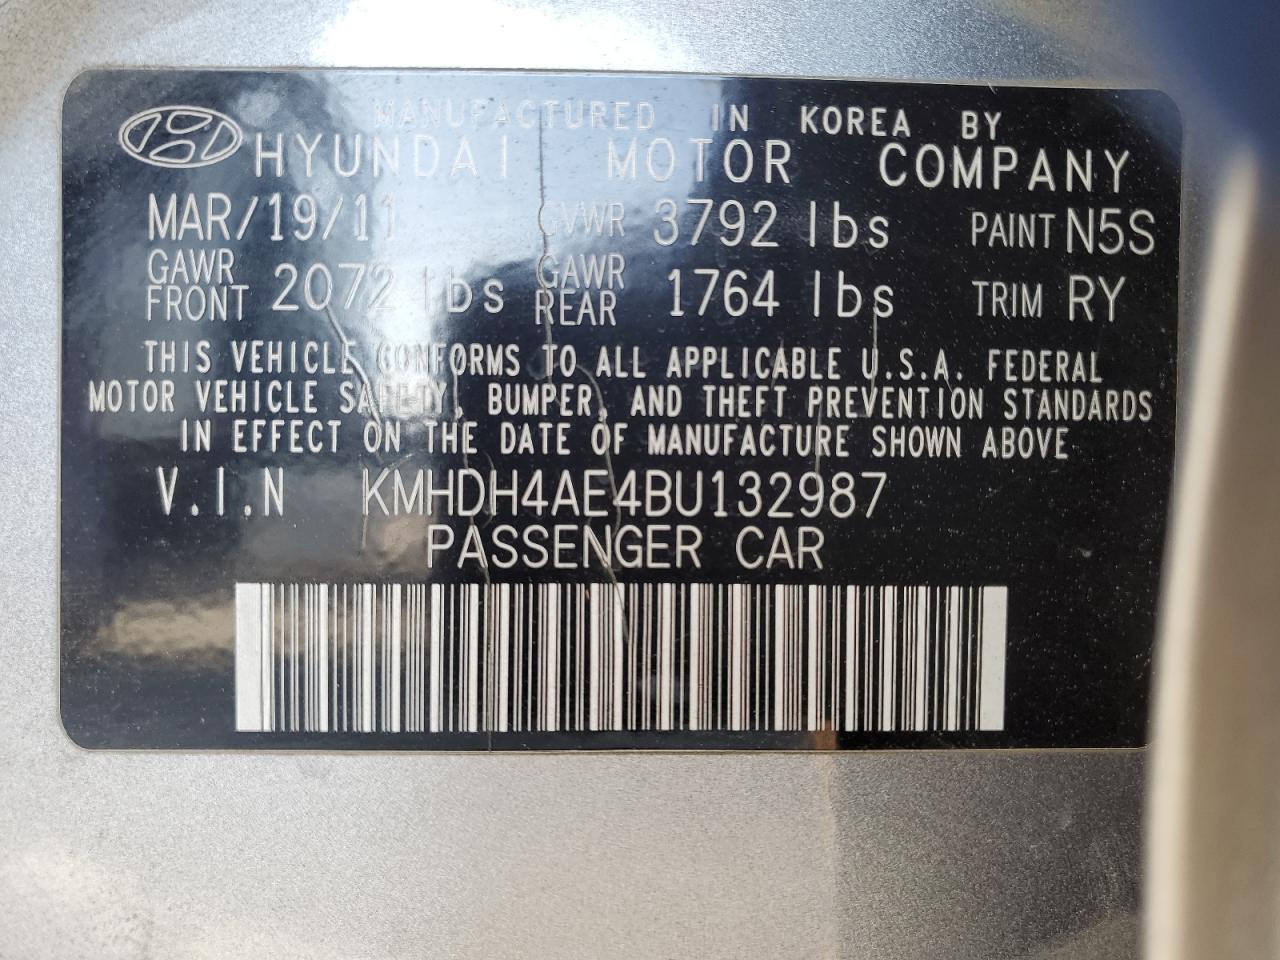 MANUFACTURED IN KOREA BY
HYUNDAI MOTOR COMPANY
MAR/19/11 GVWR 3792 lbs PAINT N5S
GAWR FRONT 2072 lbs GAWR REAR 1764 lbs TRIM RY
THIS VEHICLE CONFORMS TO ALL APPLICABLE U.S.A. FEDERAL
MOTOR VEHICLE SAFETY, BUMPER, AND THEFT PREVENTION STANDARDS
IN EFFECT ON THE DATE OF MANUFACTURE SHOWN ABOVE
V.I.N KMHDH4AE4BU132987
PASSENGER CAR